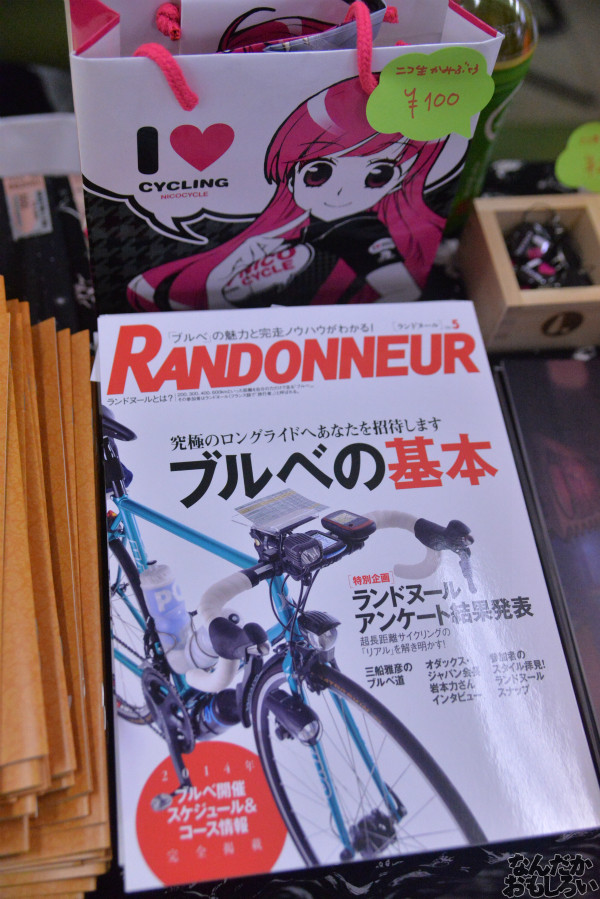 ニコ生かみぶくろ
¥100
I ♥
CYCLING
NICOCYCLE
NICO
CYCLE
「ブルベ」の魅力と完走ノウハウがわかる!
[ランドヌール] 5
RANDONNEUR
ランドヌールとは?
究極のロングライドへあなたを招待します
ブルベの基本
[特別企画]
ランドヌール
アンケート結果発表
超長距離サイクリングの
「リアル」を解き明かす!
三船雅彦の
ブルベ道
オダックス・
ジャパン会長
岩本力さん
インタビュー
参加者の
スタイル拝見!
ランドヌール
スナップ
2014年
ブルベ開催
スケジュール&
コース情報
完全掲載
なんだか
おもしろい